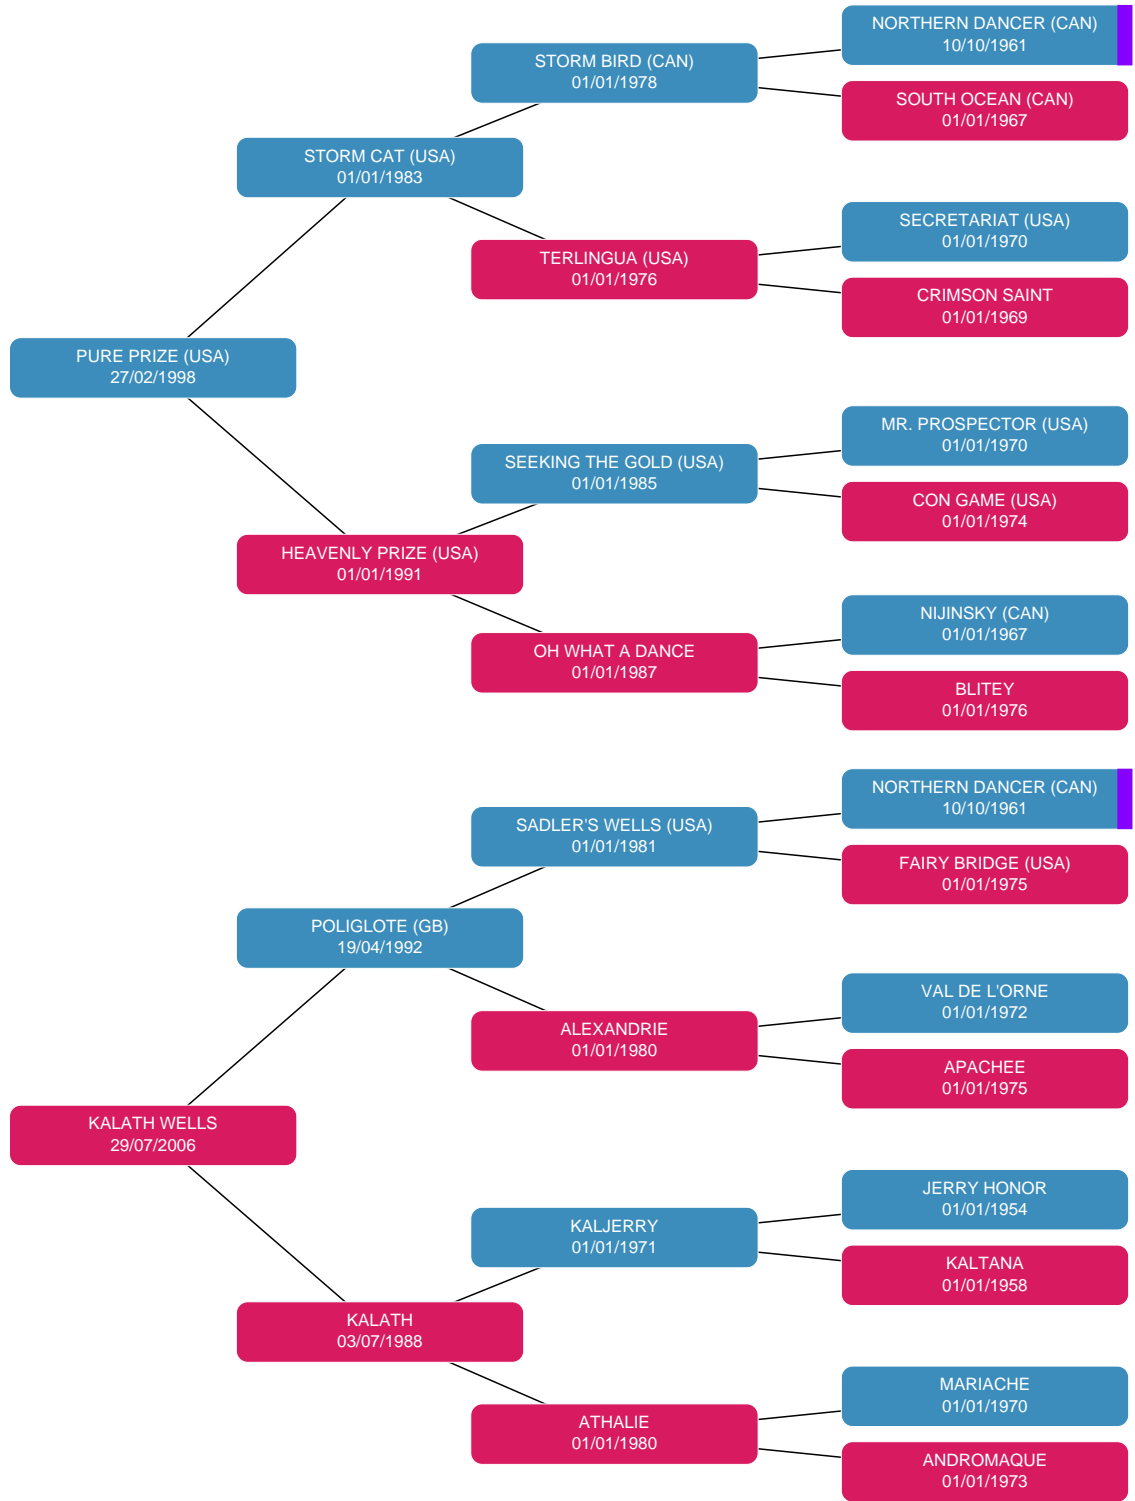 NORTHERN DANCER (CAN)
10/10/1961
STORM BIRD (CAN)
01/01/1978
SOUTH OCEAN (CAN)
01/01/1967
STORM CAT (USA)
01/01/1983
SECRETARIAT (USA)
01/01/1970
TERLINGUA (USA)
01/01/1976
CRIMSON SAINT
01/01/1969
PURE PRIZE (USA)
27/02/1998
MR. PROSPECTOR (USA)
01/01/1970
SEEKING THE GOLD (USA)
01/01/1985
CON GAME (USA)
01/01/1974
HEAVENLY PRIZE (USA)
01/01/1991
NIJINSKY (CAN)
01/01/1967
OH WHAT A DANCE
01/01/1987
BLITEY
01/01/1976
NORTHERN DANCER (CAN)
10/10/1961
SADLER'S WELLS (USA)
01/01/1981
FAIRY BRIDGE (USA)
01/01/1975
POLIGLOTE (GB)
19/04/1992
VAL DE L'ORNE
01/01/1972
ALEXANDRIE
01/01/1980
APACHEE
01/01/1975
KALATH WELLS
29/07/2006
JERRY HONOR
01/01/1954
KALJERRY
01/01/1971
KALTANA
01/01/1958
KALATH
03/07/1988
MARIACHE
01/01/1970
ATHALIE
01/01/1980
ANDROMAQUE
01/01/1973